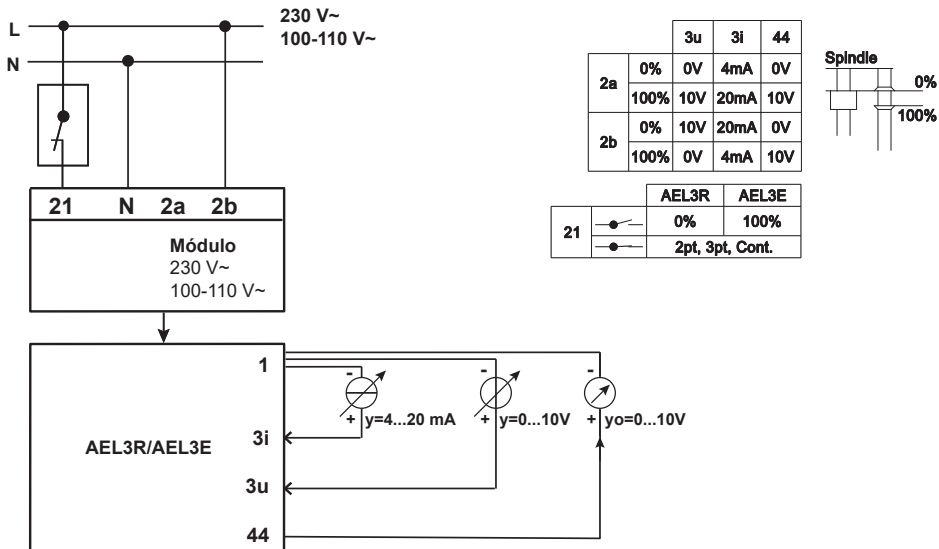 L
230 V~
100-110 V~
N
21 N 2a 2b
Módulo
230 V~
100-110 V~
AEL3R/AEL3E
1
3i
3u
44
- - -
+ y=4...20 mA
+ y=0...10V
+ yo=0...10V
3u 3i 44
2a 0% 0V 4mA 0V
100% 10V 20mA 10V
2b 0% 10V 20mA 0V
100% 0V 4mA 10V
Spindle
0%
100%
AEL3R AEL3E
21 0% 100%
2pt, 3pt, Cont.